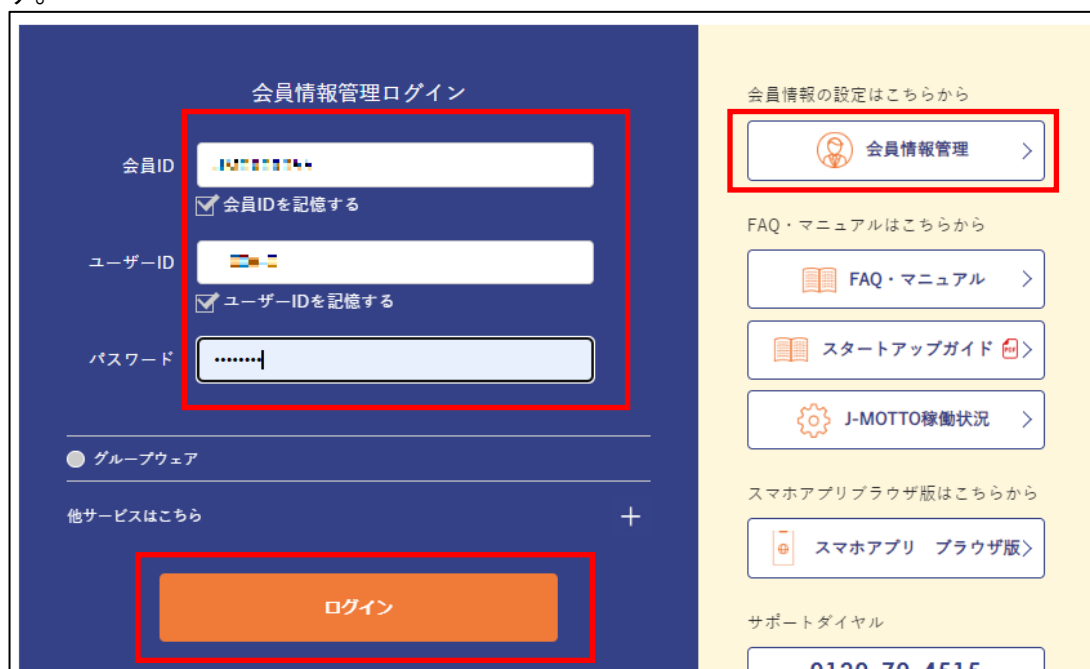 す。
会員情報管理ログイン
会員ID
会員IDを記憶する
ユーザーID
ユーザーIDを記憶する
パスワード
••••••••
グループウェア
他サービスはこちら
ログイン
会員情報の設定はこちらから
会員情報管理
FAQ・マニュアルはこちらから
FAQ・マニュアル
スタートアップガイド PDF
J-MOTTO稼働状況
スマホアプリブラウザ版はこちらから
スマホアプリ ブラウザ版
サポートダイヤル
0120-70-4515